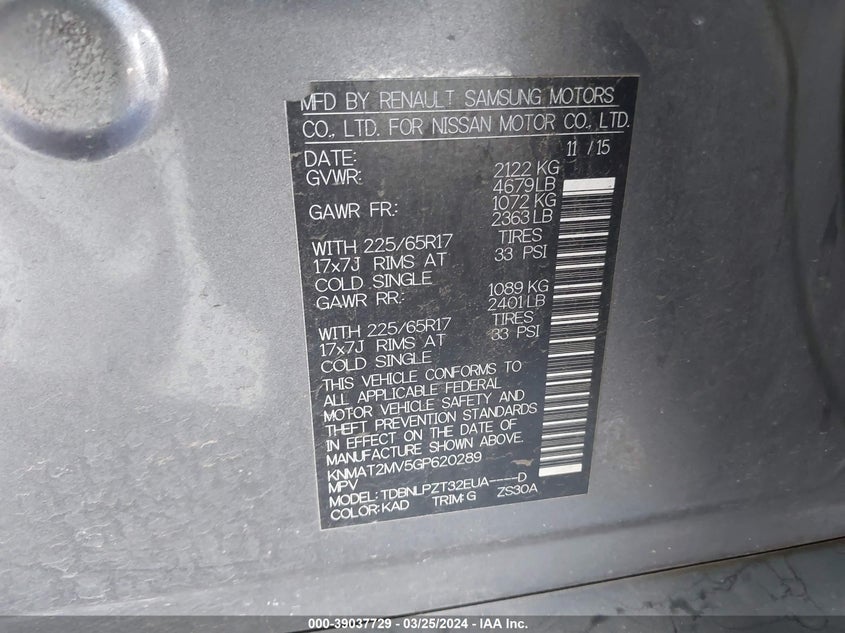 MFD BY RENAULT SAMSUNG MOTORS
CO., LTD. FOR NISSAN MOTOR CO., LTD.
DATE: 11 / 15
GVWR: 2122 KG
4679 LB
GAWR FR.: 1072 KG
2363 LB
WITH 225/65R17 TIRES
17x7J RIMS AT 33 PSI
COLD SINGLE
GAWR RR.: 1089 KG
2401 LB
WITH 225/65R17 TIRES
17x7J RIMS AT 33 PSI
COLD SINGLE
THIS VEHICLE CONFORMS TO
ALL APPLICABLE FEDERAL
MOTOR VEHICLE SAFETY AND
THEFT PREVENTION STANDARDS
IN EFFECT ON THE DATE OF
MANUFACTURE SHOWN ABOVE.
KNMAT2MV5GP620289
MPV
MODEL: TDBNLPZT32EUA----D
COLOR: KAD TRIM: G ZS30A
000-39037729 - 03/25/2024 - IAA Inc.